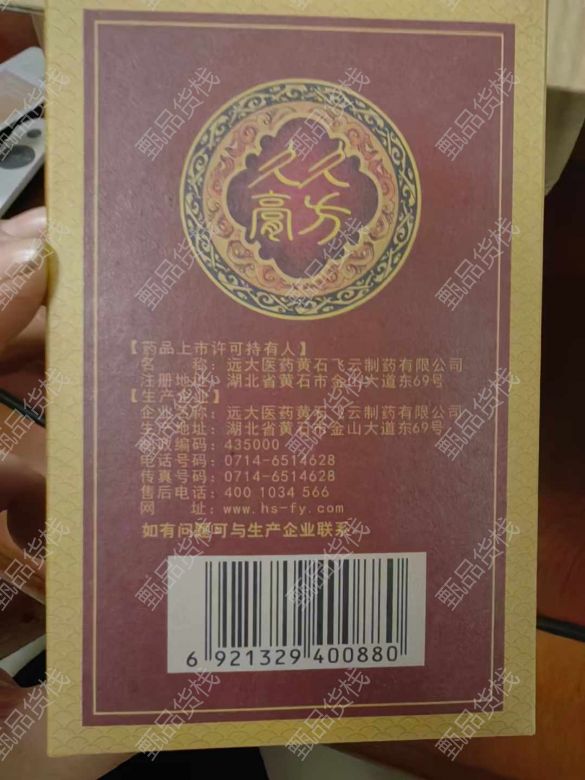 久久
膏方
【药品上市许可持有人】
名 称：远大医药黄石飞云制药有限公司
注册地址：湖北省黄石市金山大道东69号
【生产企业】
企业名称：远大医药黄石飞云制药有限公司
生产地址：湖北省黄石市金山大道东69号
邮政编码：435000
电话号码：0714-6514628
传真号码：0714-6514628
售后电话：400 1034 566
网 址：www.hs-fy.com
如有问题可与生产企业联系
6 921329 400880
甄品货栈